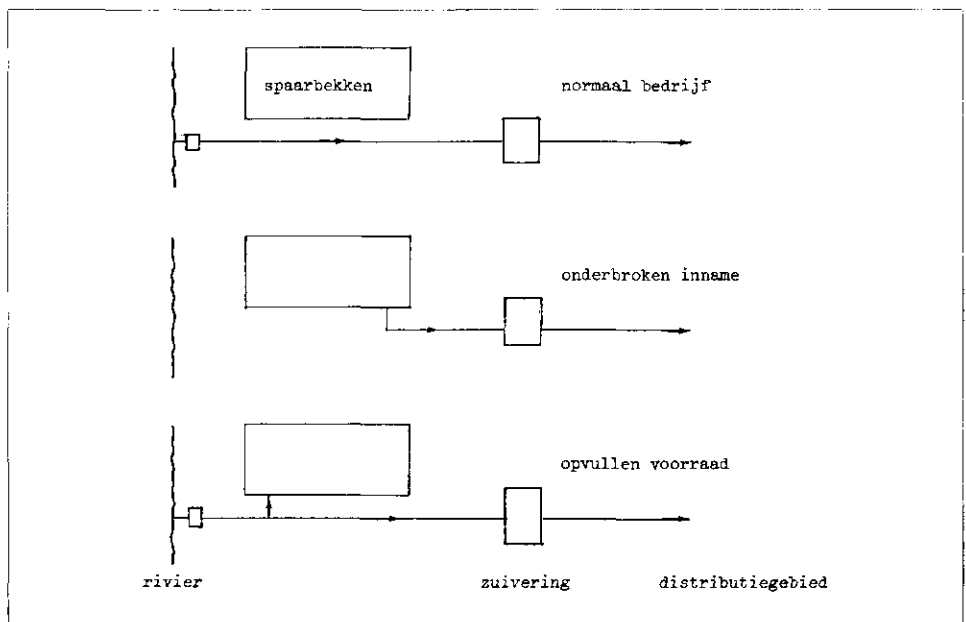 spaarbekken
normaal bedrijf
onderbroken inname
opvullen voorraad
rivier
zuivering
distributiegebied